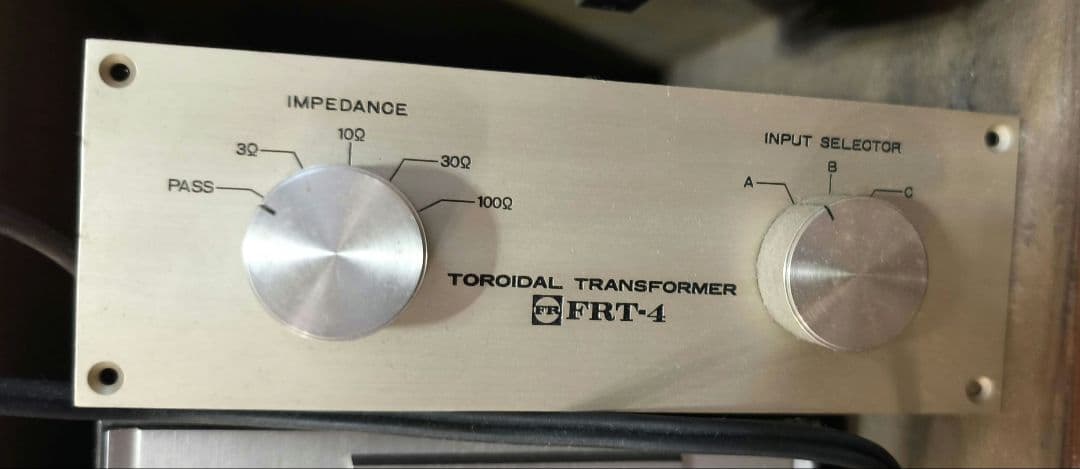 IMPEDANCE
10Ω
3Ω
30Ω
PASS
100Ω
INPUT SELECTOR
B
A
C
TOROIDAL TRANSFORMER
FR FRT-4